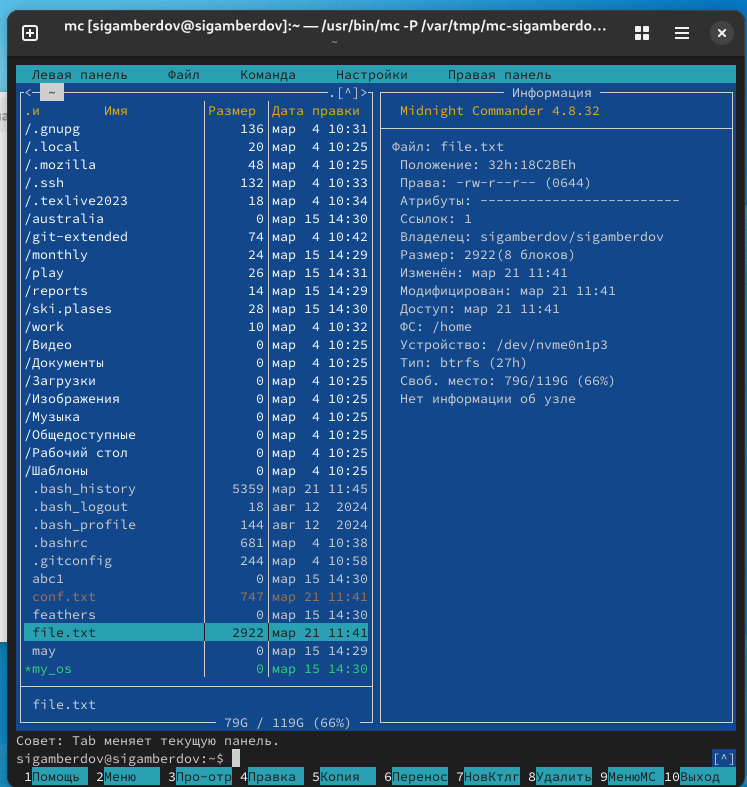 mc [sigamberdov@sigamberdov]:~ — /usr/bin/mc -P /var/tmp/mc-sigamberdo…
~
Левая панель Файл Команда Настройки Правая панель
<─ ~ .[^]>
.и Имя Размер Дата правки
/.gnupg 136 мар 4 10:31
/.local 20 мар 4 10:25
/.mozilla 48 мар 4 10:25
/.ssh 132 мар 4 10:33
/.texlive2023 18 мар 4 10:34
/australia 0 мар 15 14:30
/git-extended 74 мар 4 10:42
/monthly 24 мар 15 14:29
/play 26 мар 15 14:31
/reports 14 мар 15 14:29
/ski.plases 28 мар 15 14:30
/work 10 мар 4 10:32
/Видео 0 мар 4 10:25
/Документы 0 мар 4 10:25
/Загрузки 0 мар 4 10:25
/Изображения 0 мар 4 10:25
/Музыка 0 мар 4 10:25
/Общедоступные 0 мар 4 10:25
/Рабочий стол 0 мар 4 10:25
/Шаблоны 0 мар 4 10:25
.bash_history 5359 мар 21 11:45
.bash_logout 18 авг 12 2024
.bash_profile 144 авг 12 2024
.bashrc 681 мар 4 10:38
.gitconfig 244 мар 4 10:58
abc1 0 мар 15 14:30
conf.txt 747 мар 21 11:41
feathers 0 мар 15 14:30
file.txt 2922 мар 21 11:41
may 0 мар 15 14:29
*my_os 0 мар 15 14:30
file.txt
79G / 119G (66%)
Информация
Midnight Commander 4.8.32
Файл: file.txt
Положение: 32h:18C2BEh
Права: -rw-r--r-- (0644)
Атрибуты: -------------------------
Ссылок: 1
Владелец: sigamberdov/sigamberdov
Размер: 2922(8 блоков)
Изменён: мар 21 11:41
Модифицирован: мар 21 11:41
Доступ: мар 21 11:41
ФС: /home
Устройство: /dev/nvme0n1p3
Тип: btrfs (27h)
Своб. место: 79G/119G (66%)
Нет информации об узле
Совет: Tab меняет текущую панель.
sigamberdov@sigamberdov:~$ [^]
1Помощь 2Меню 3Про~отр 4Правка 5Копия 6Перенос 7НовКтлг 8Удалить 9МенюMC 10Выход